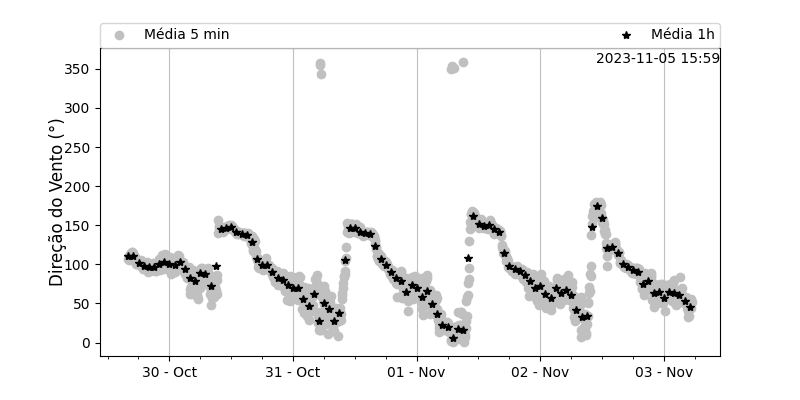 Média 5 min
Média 1h
2023-11-05 15:59
Direção do Vento (°)
350
300
250
200
150
100
50
0
30 - Oct
31 - Oct
01 - Nov
02 - Nov
03 - Nov